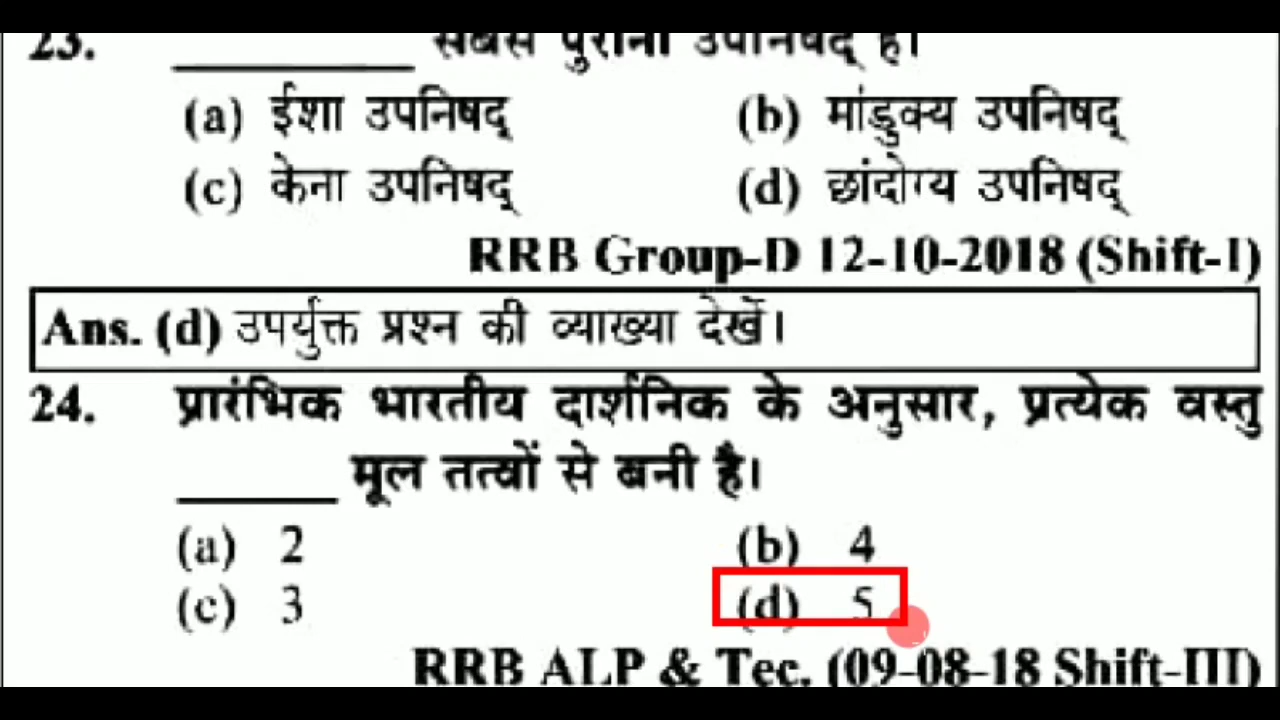 23. ________ सबसे पुरानी उपनिषद् है।
(a) ईशा उपनिषद् (b) मांडुक्य उपनिषद्
(c) केना उपनिषद् (d) छांदोग्य उपनिषद्
RRB Group-D 12-10-2018 (Shift-I)
Ans. (d) उपर्युक्त प्रश्न की व्याख्या देखें।
24. प्रारंभिक भारतीय दार्शनिक के अनुसार, प्रत्येक वस्तु
________ मूल तत्वों से बनी है।
(a) 2 (b) 4
(c) 3 (d) 5
RRB ALP & Tec. (09-08-18 Shift-III)